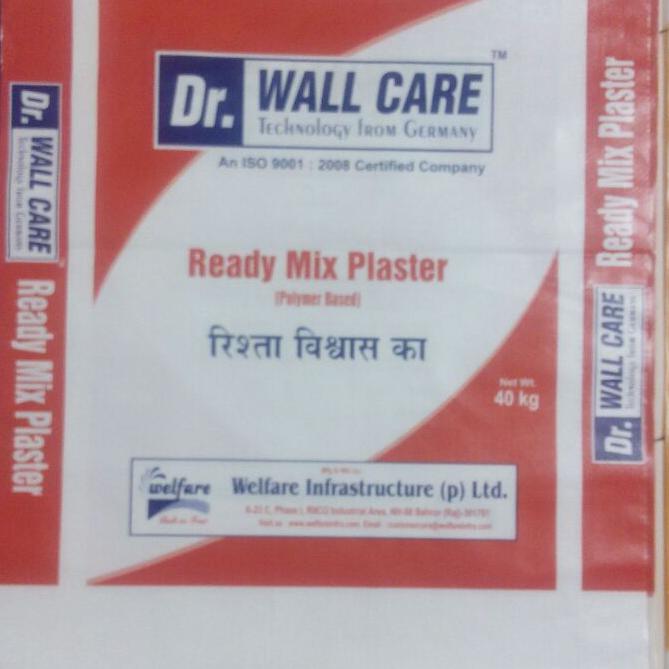 Dr. WALL CARE TM
Technology from Germany
An ISO 9001 : 2008 Certified Company
Ready Mix Plaster
(Polymer Based)
रिश्ता विश्वास का
Net Wt.
40 kg
welfare
Welfare Infrastructure (p) Ltd.
Dr. WALL CARE
Technology from Germany
Ready Mix Plaster
Ready Mix Plaster
Dr. WALL CARE
Technology from Germany